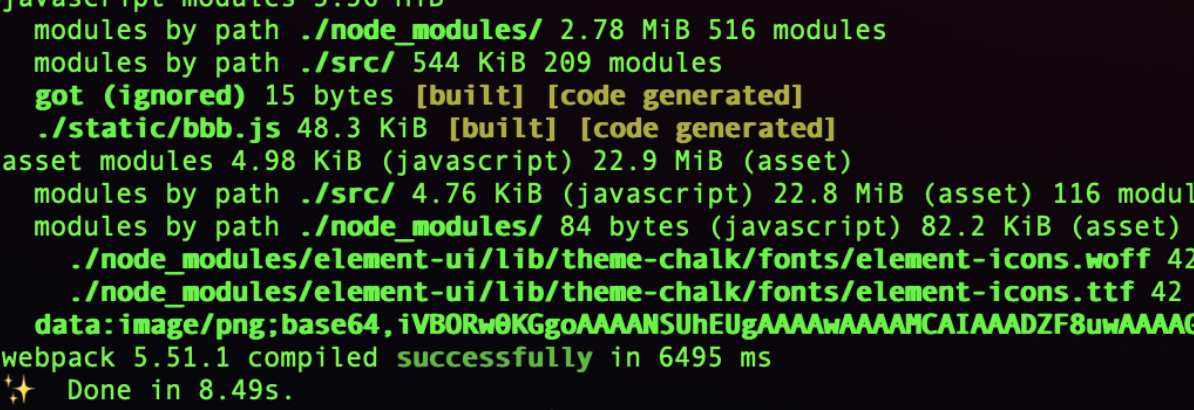 javascript modules 3.36 MiB
modules by path ./node_modules/ 2.78 MiB 516 modules
modules by path ./src/ 544 KiB 209 modules
got (ignored) 15 bytes [built] [code generated]
./static/bbb.js 48.3 KiB [built] [code generated]
asset modules 4.98 KiB (javascript) 22.9 MiB (asset)
modules by path ./src/ 4.76 KiB (javascript) 22.8 MiB (asset) 116 modul
modules by path ./node_modules/ 84 bytes (javascript) 82.2 KiB (asset)
./node_modules/element-ui/lib/theme-chalk/fonts/element-icons.woff 42
./node_modules/element-ui/lib/theme-chalk/fonts/element-icons.ttf 42
data:image/png;base64,iVBORw0KGgoAAAANSUhEUgAAAAwAAAAMCAIAAADZF8uwAAAAG
webpack 5.51.1 compiled successfully in 6495 ms
✨ Done in 8.49s.